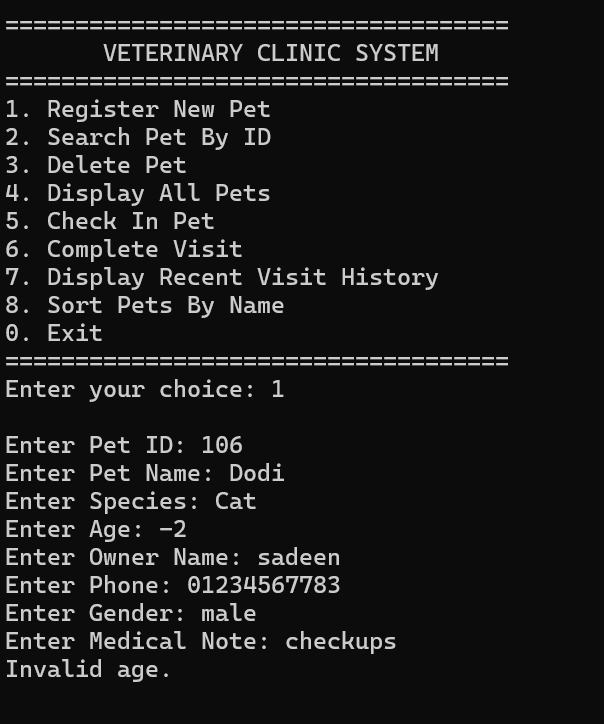 ====================================
VETERINARY CLINIC SYSTEM
====================================
1. Register New Pet
2. Search Pet By ID
3. Delete Pet
4. Display All Pets
5. Check In Pet
6. Complete Visit
7. Display Recent Visit History
8. Sort Pets By Name
0. Exit
====================================
Enter your choice: 1
Enter Pet ID: 106
Enter Pet Name: Dodi
Enter Species: Cat
Enter Age: -2
Enter Owner Name: sadeen
Enter Phone: 01234567783
Enter Gender: male
Enter Medical Note: checkups
Invalid age.